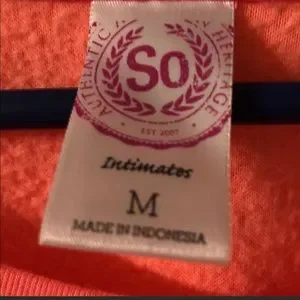 AUTHENTIC HERITAGE
SO
EST 2007
Intimates
M
MADE IN INDONESIA